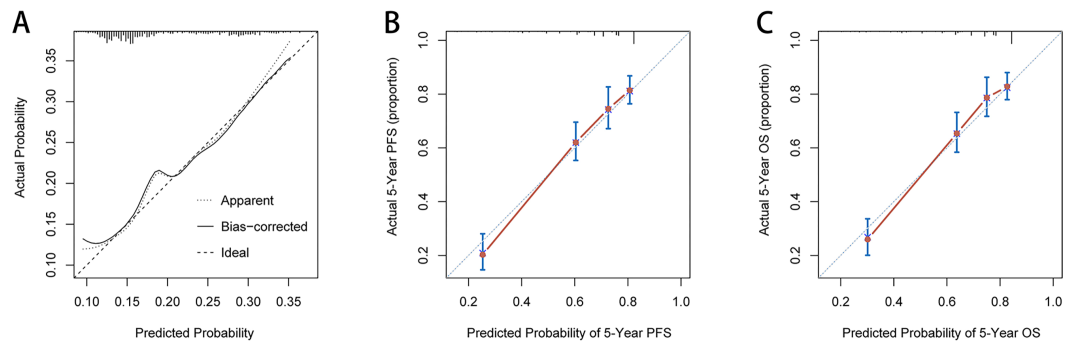 A
Actual Probability
0.35
0.30
0.25
0.20
0.15
0.10
Apparent
Bias-corrected
Ideal
0.10 0.15 0.20 0.25 0.30 0.35
Predicted Probability
B
Actual 5-Year PFS (proportion)
1.0
0.8
0.6
0.4
0.2
0.2 0.4 0.6 0.8 1.0
Predicted Probability of 5-Year PFS
C
Actual 5-Year OS (proportion)
1.0
0.8
0.6
0.4
0.2
0.2 0.4 0.6 0.8 1.0
Predicted Probability of 5-Year OS